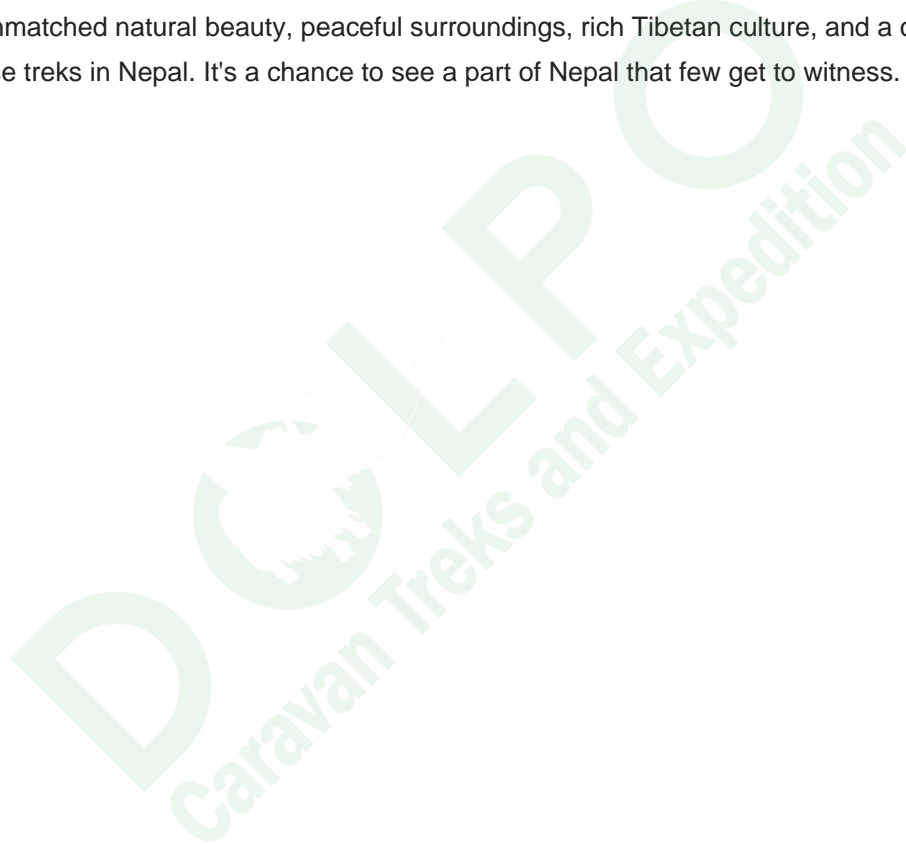 nmatched natural beauty, peaceful surroundings, rich Tibetan culture, and a c
se treks in Nepal. It's a chance to see a part of Nepal that few get to witness.
DOLPO
Caravan Treks and Expedition